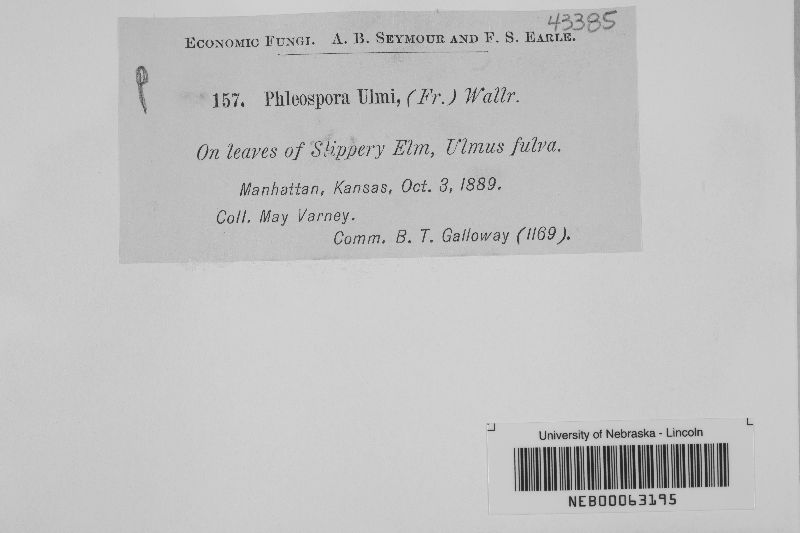 43385
ECONOMIC FUNGI. A. B. SEYMOUR AND F. S. EARLE.
P
157. Phleospora Ulmi, (Fr.) Wallr.
On leaves of Slippery Elm, Ulmus fulva.
Manhattan, Kansas, Oct. 3, 1889.
Coll. May Varney.
Comm. B. T. Galloway (1169).
University of Nebraska - Lincoln
NEB00063195